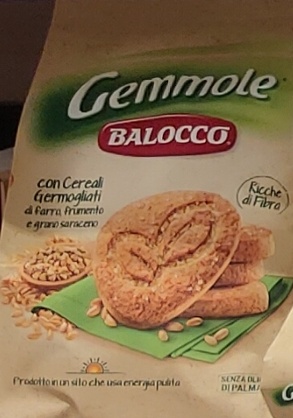 Gemmole
BALOCCO
con Cereali
Germogliati
di farro, frumento
e grano saraceno
Ricche
di Fibra
Prodotto in un sito che usa energia pulita
SENZA OLIO
DI PALMA
G